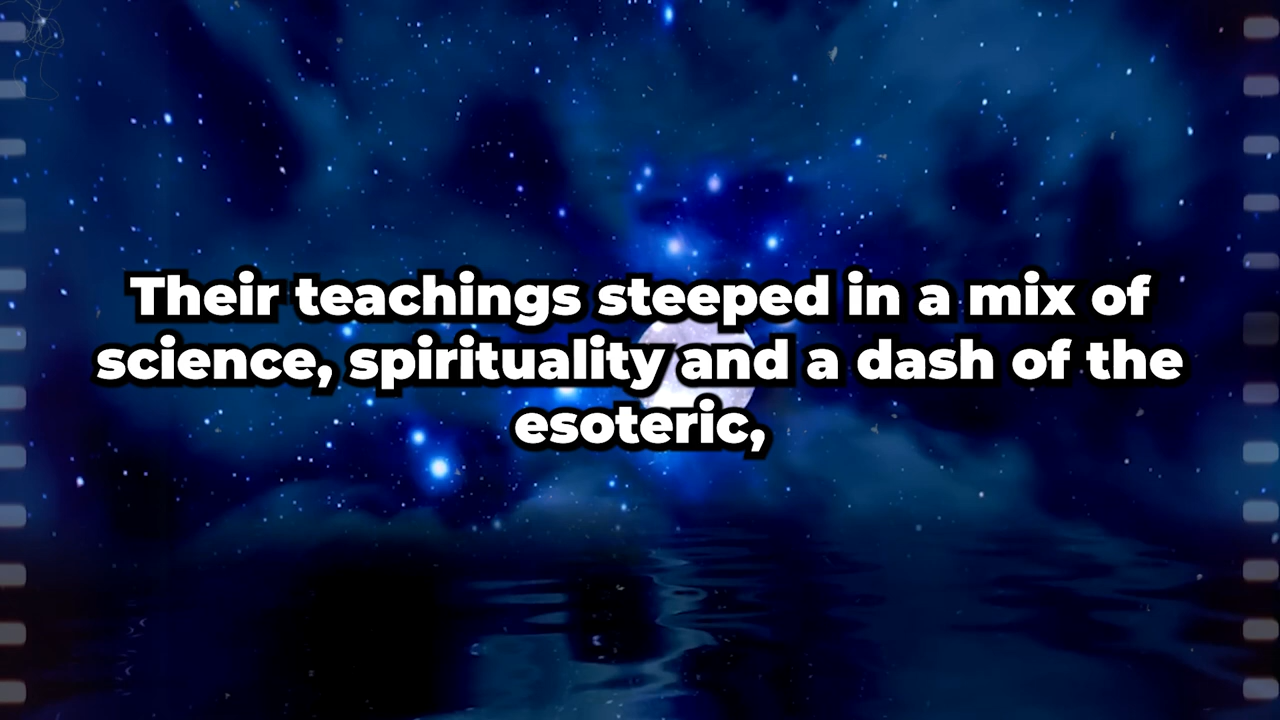 Their teachings steeped in a mix of
science, spirituality and a dash of the
esoteric,